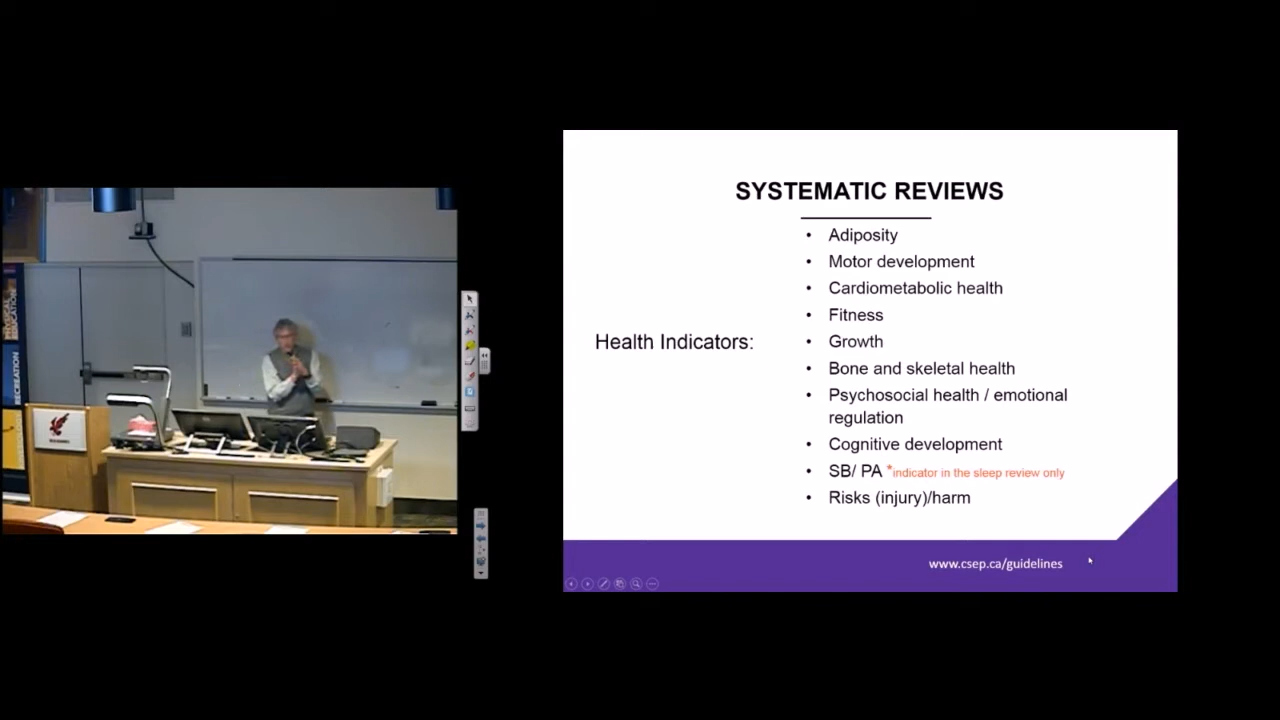 SYSTEMATIC REVIEWS
Health Indicators:
• Adiposity
• Motor development
• Cardiometabolic health
• Fitness
• Growth
• Bone and skeletal health
• Psychosocial health / emotional
regulation
• Cognitive development
• SB/ PA *indicator in the sleep review only
• Risks (injury)/harm
www.csep.ca/guidelines
RECREATION